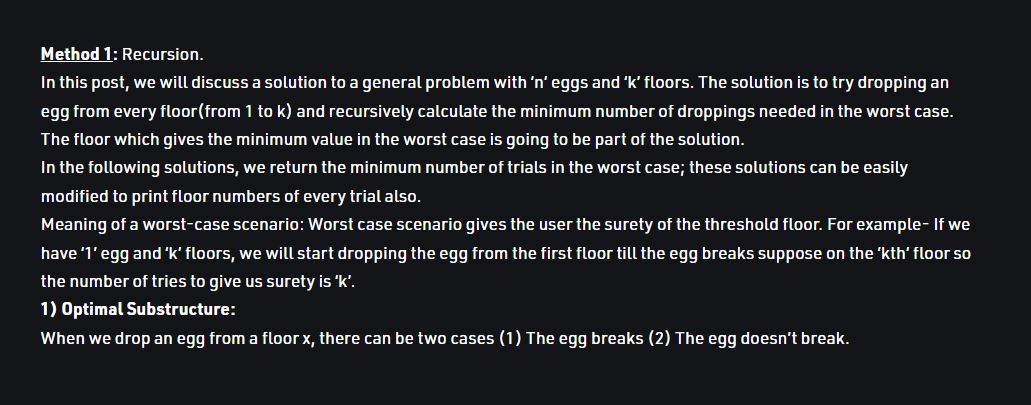 Method 1: Recursion.
In this post, we will discuss a solution to a general problem with ‘n’ eggs and ‘k’ floors. The solution is to try dropping an
egg from every floor(from 1 to k) and recursively calculate the minimum number of droppings needed in the worst case.
The floor which gives the minimum value in the worst case is going to be part of the solution.
In the following solutions, we return the minimum number of trials in the worst case; these solutions can be easily
modified to print floor numbers of every trial also.
Meaning of a worst-case scenario: Worst case scenario gives the user the surety of the threshold floor. For example- If we
have ‘1’ egg and ‘k’ floors, we will start dropping the egg from the first floor till the egg breaks suppose on the ‘kth’ floor so
the number of tries to give us surety is ‘k’.
1) Optimal Substructure:
When we drop an egg from a floor x, there can be two cases (1) The egg breaks (2) The egg doesn’t break.